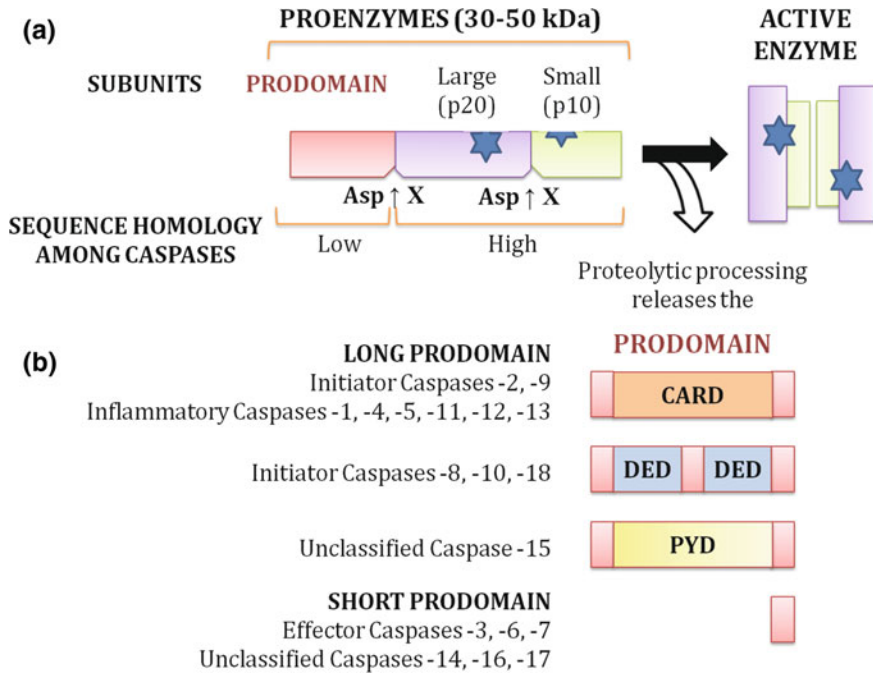 (a)
PROENZYMES (30-50 kDa)
ACTIVE
ENZYME
SUBUNITS
PRODOMAIN
Large
(p20)
Small
(p10)
Asp ↑ X
Asp ↑ X
SEQUENCE HOMOLOGY
AMONG CASPASES
Low
High
Proteolytic processing
releases the
(b)
LONG PRODOMAIN
PRODOMAIN
Initiator Caspases -2, -9
Inflammatory Caspases -1, -4, -5, -11, -12, -13
CARD
Initiator Caspases -8, -10, -18
DED
DED
Unclassified Caspase -15
PYD
SHORT PRODOMAIN
Effector Caspases -3, -6, -7
Unclassified Caspases -14, -16, -17